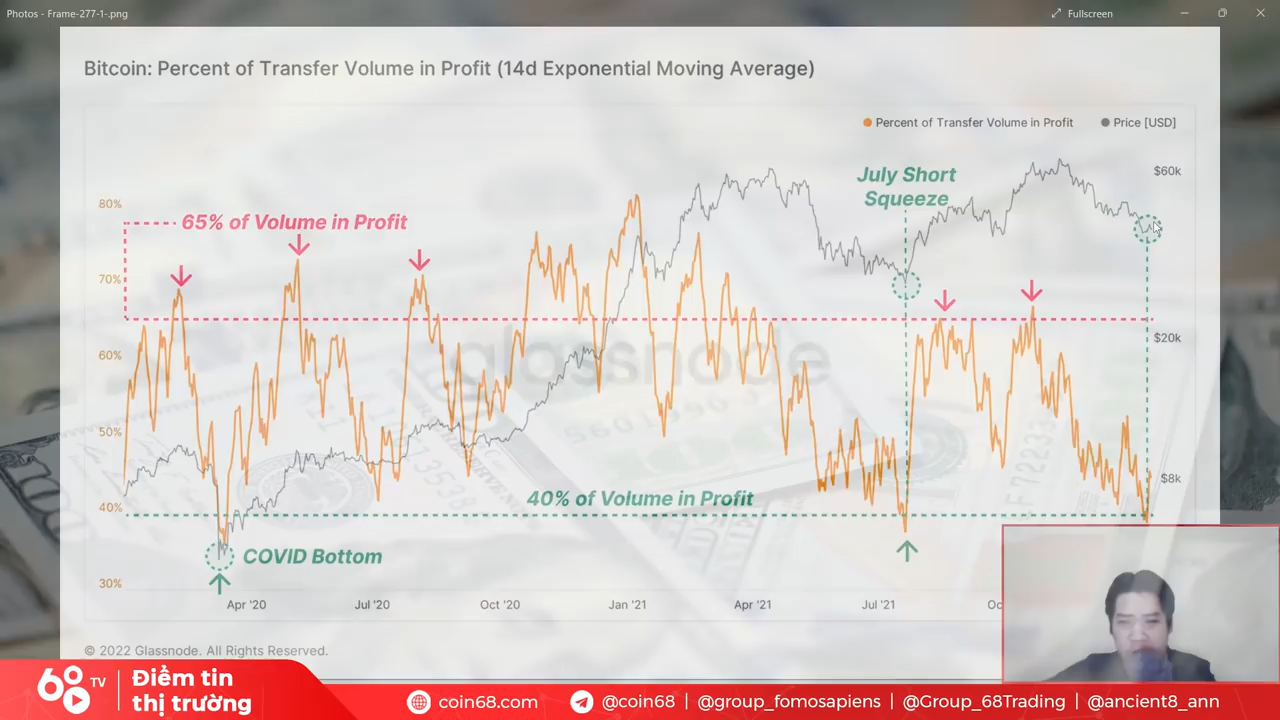 Photos - Frame-277-1-.png
Fullscreen
Bitcoin: Percent of Transfer Volume in Profit (14d Exponential Moving Average)
Percent of Transfer Volume in Profit
Price [USD]
July Short
Squeeze
65% of Volume in Profit
40% of Volume in Profit
COVID Bottom
80%
70%
60%
50%
40%
30%
$60k
$20k
$8k
glassnode
Apr '20
Jul '20
Oct '20
Jan '21
Apr '21
Jul '21
© 2022 Glassnode. All Rights Reserved.
68 TV
Điểm tin
thị trường
coin68.com
@coin68 | @group_fomosapiens | @Group_68Trading | @ancient8_ann